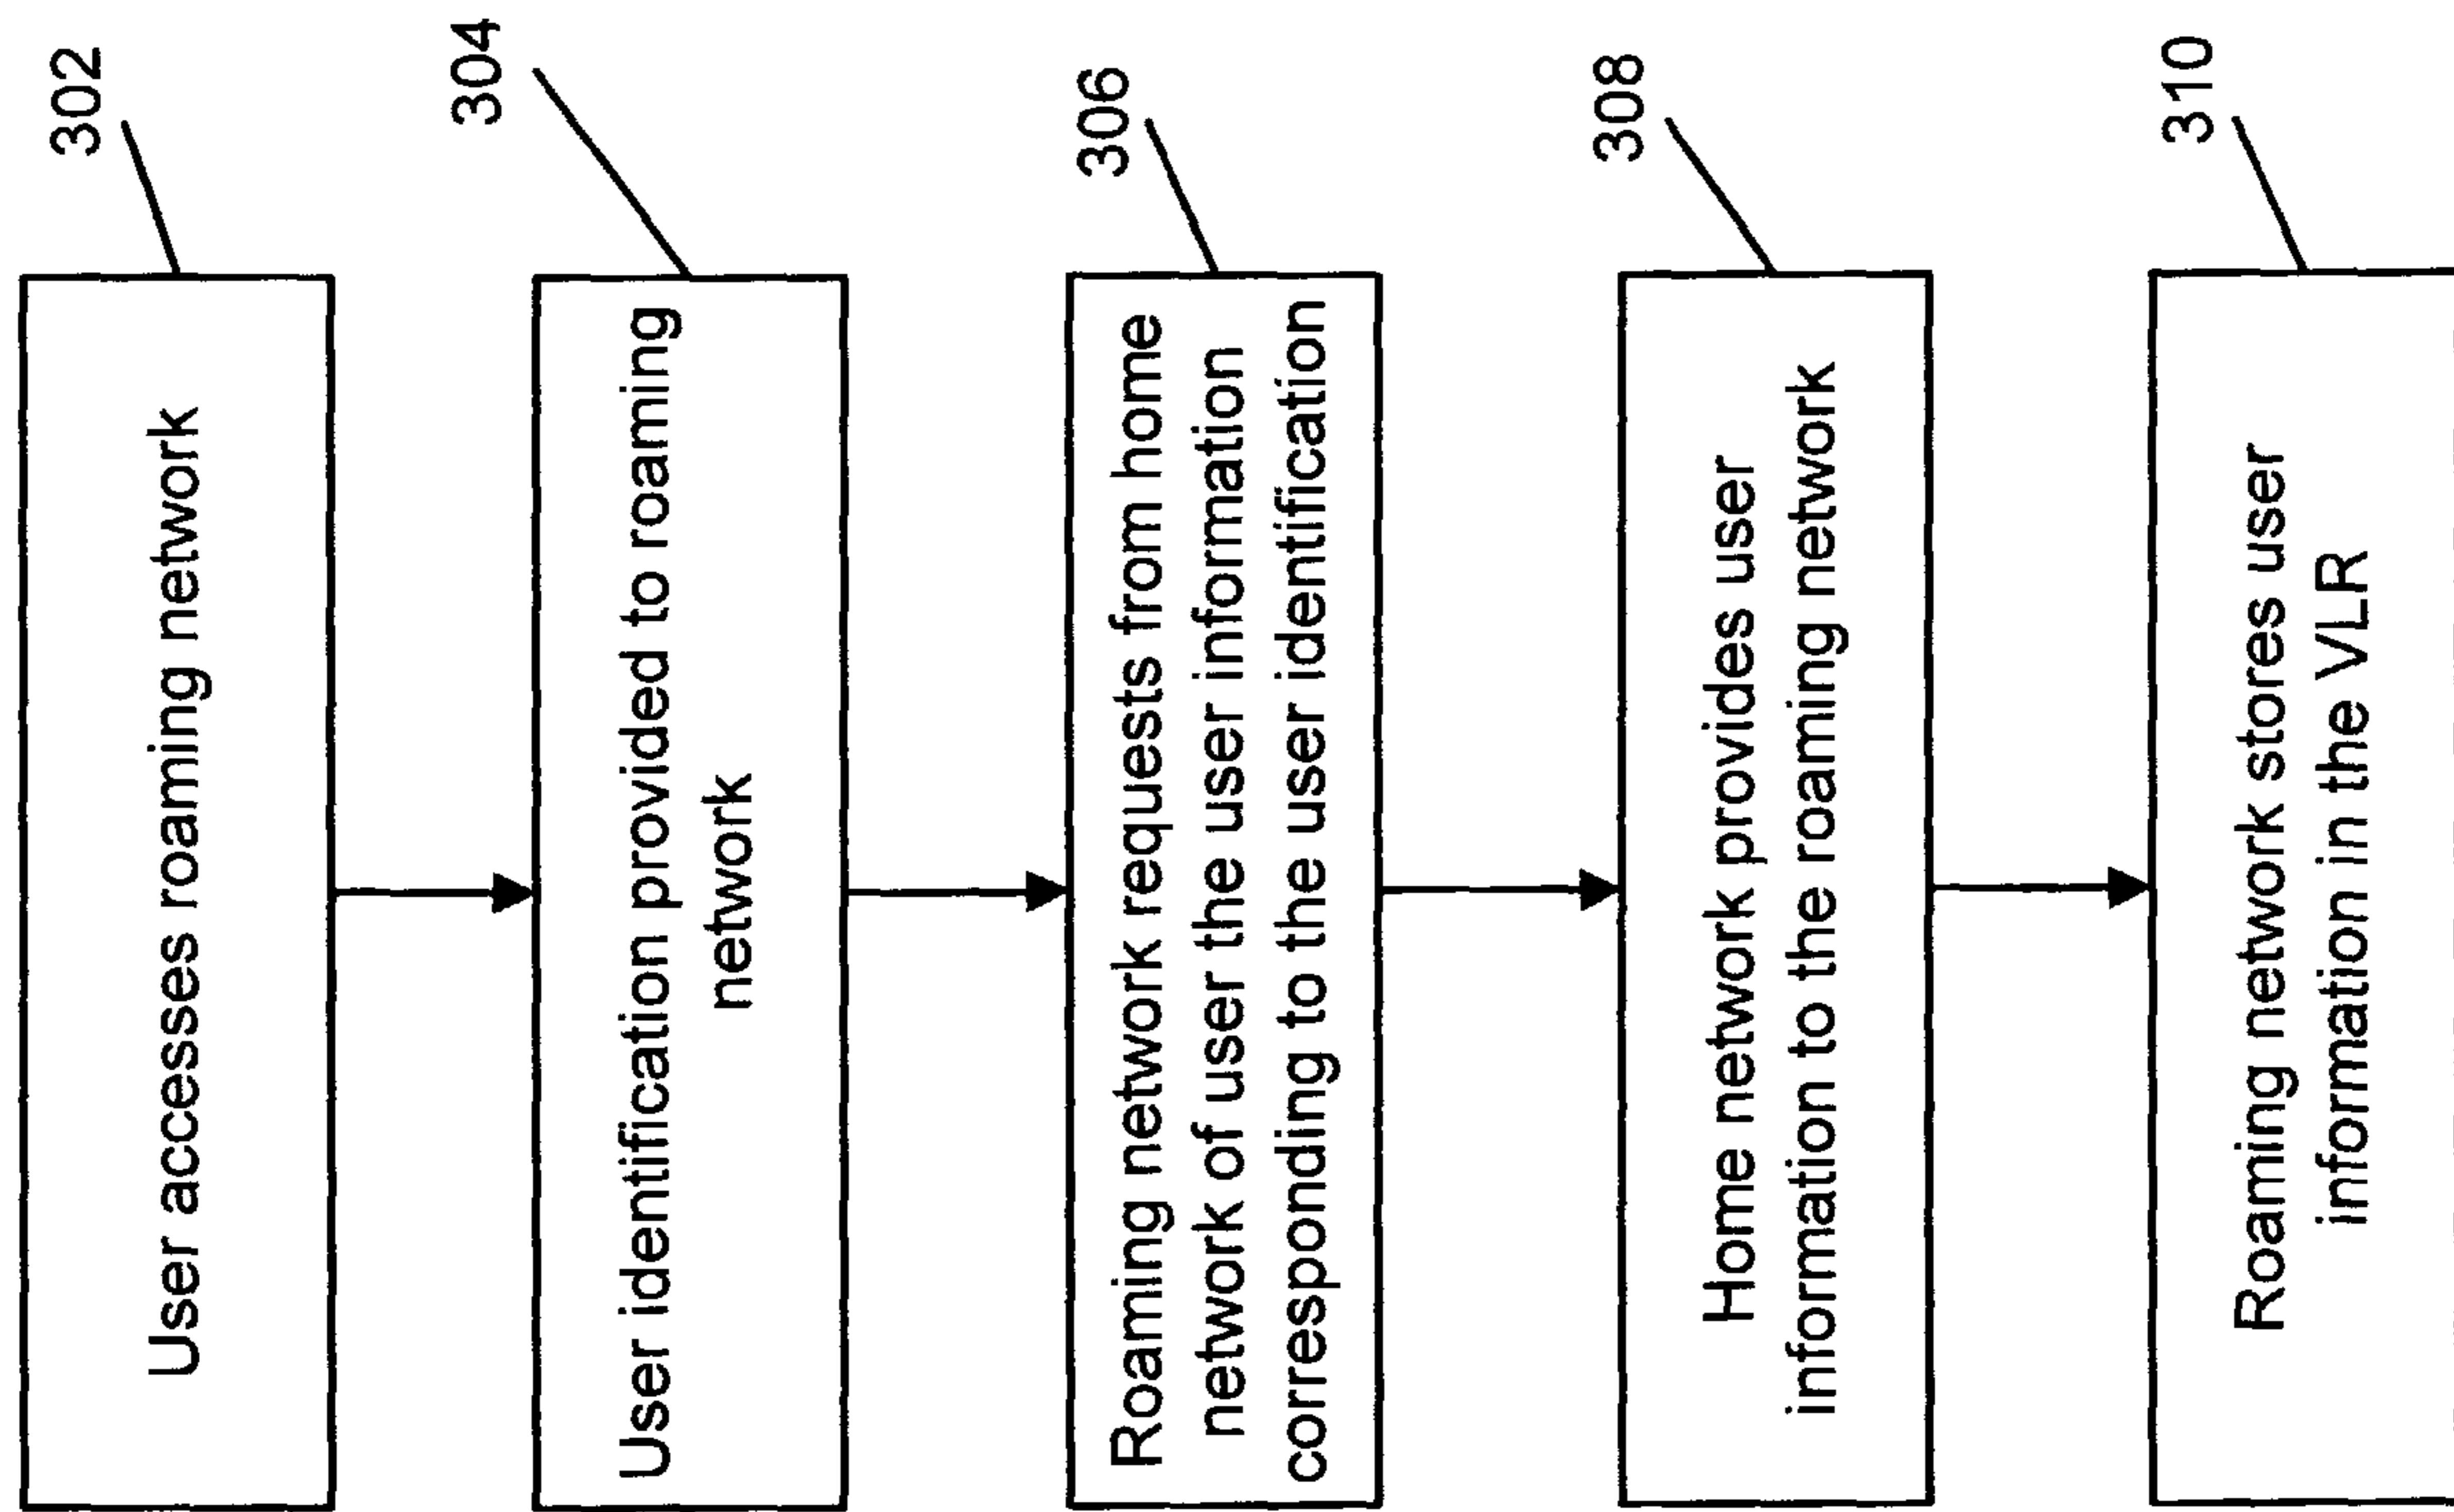 302
User accesses roaming network
304
User identification provided to roaming
network
306
Roaming network requests from home
network of user the user information
corresponding to the user identification
308
Home network provides user
information to the roaming network
310
Roaming network stores user
information in the VLR